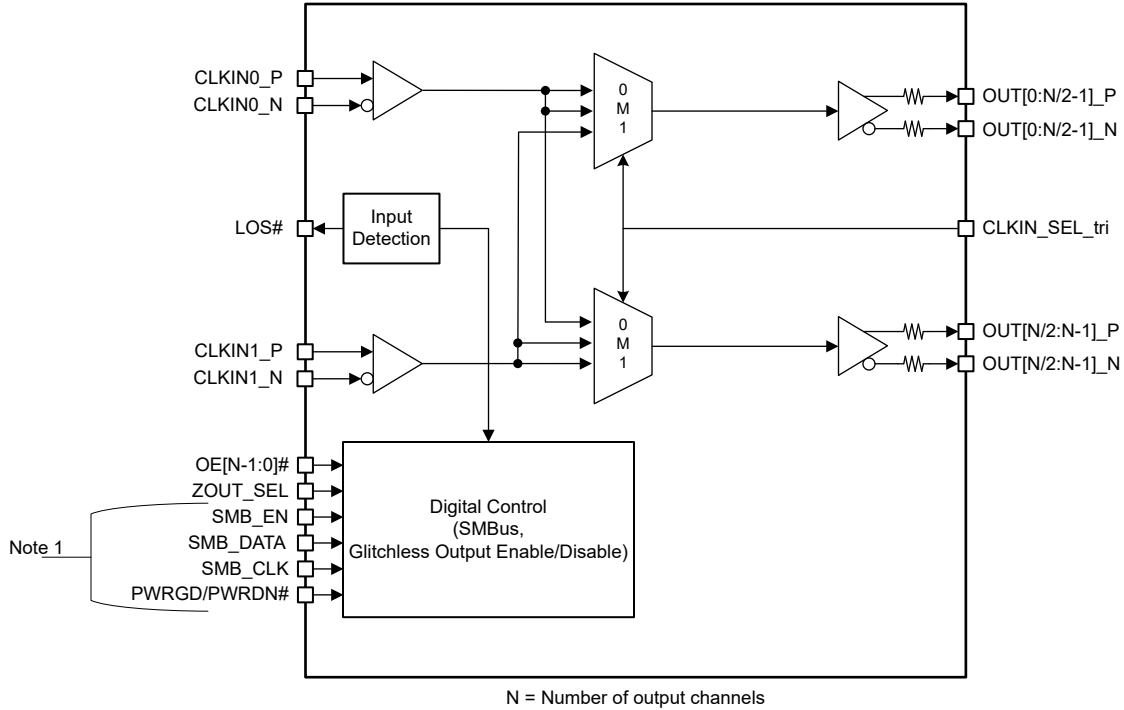 CLKIN0_P
CLKIN0_N
0
M
1
OUT[0:N/2-1]_P
OUT[0:N/2-1]_N
LOS#
Input
Detection
CLKIN_SEL_tri
CLKIN1_P
CLKIN1_N
0
M
1
OUT[N/2:N-1]_P
OUT[N/2:N-1]_N
OE[N-1:0]#
ZOUT_SEL
SMB_EN
SMB_DATA
SMB_CLK
PWRGD/PWRDN#
Note 1
Digital Control
(SMBus,
Glitchless Output Enable/Disable)
N = Number of output channels